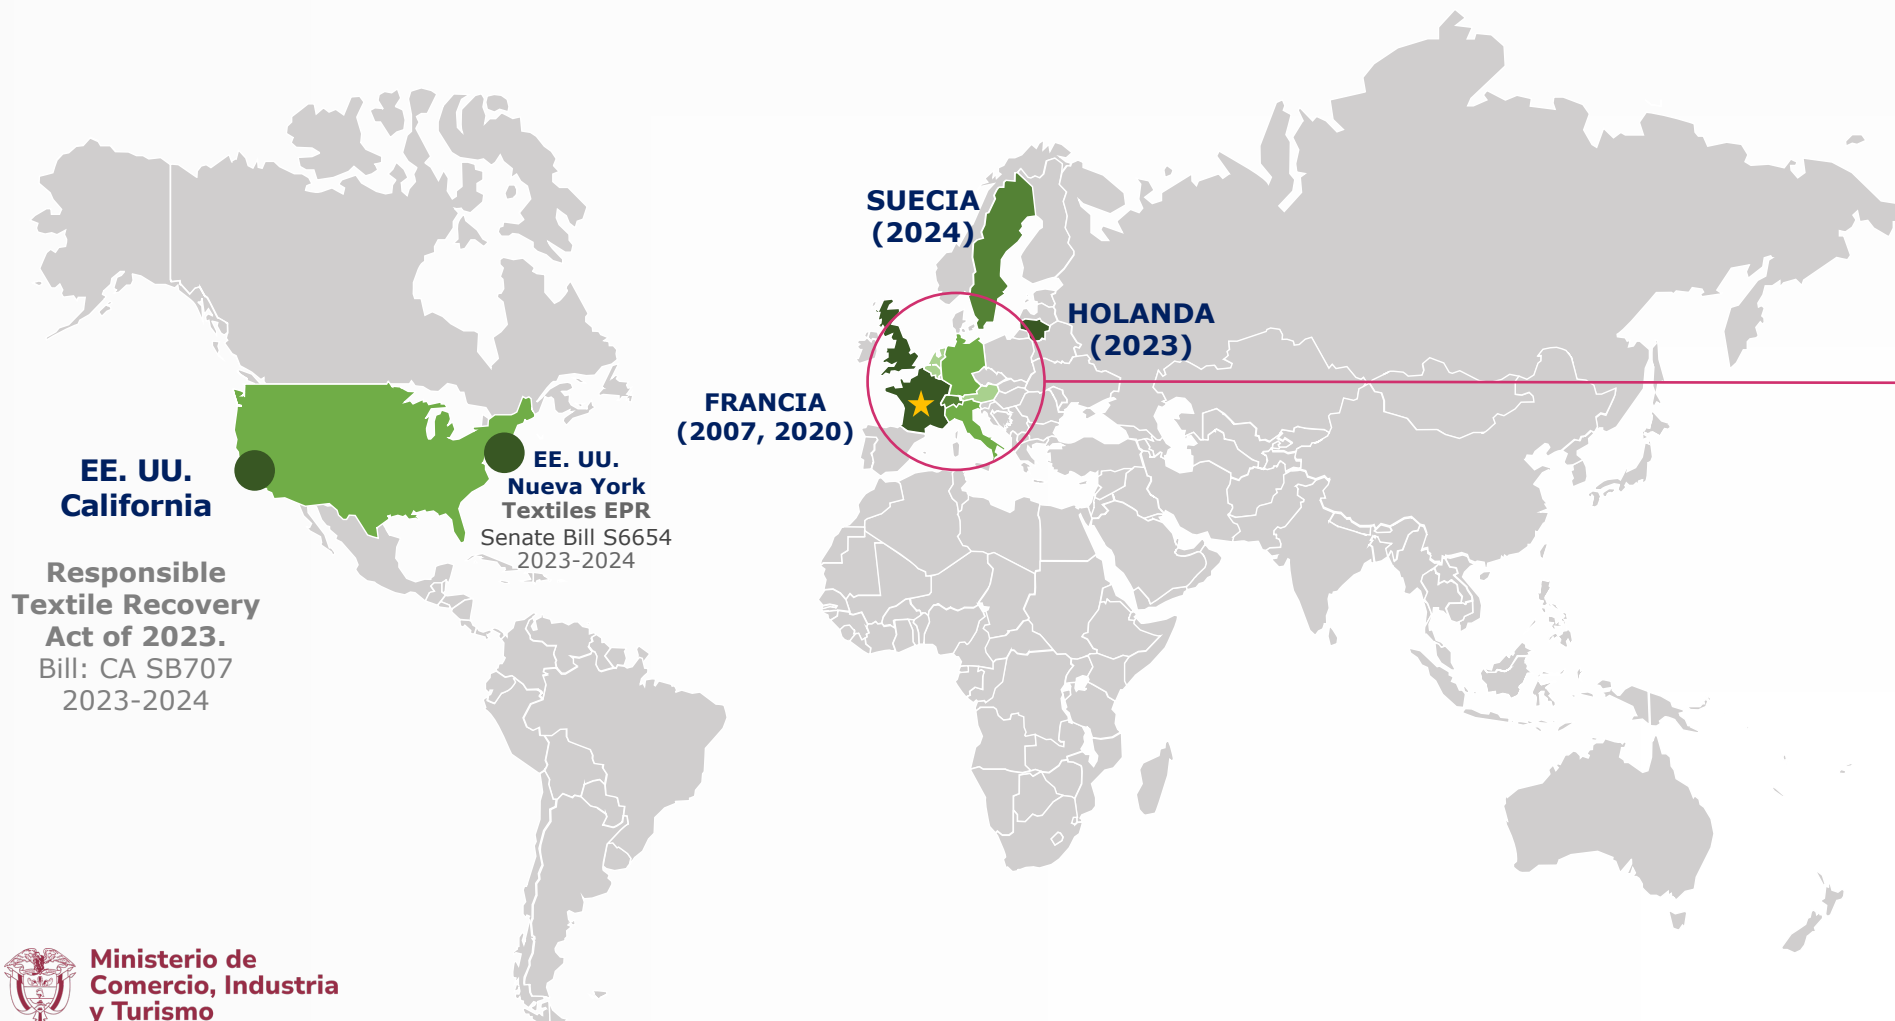 SUECIA
(2024)
HOLANDA
(2023)
FRANCIA
(2007, 2020)
EE. UU.
California
Responsible
Textile Recovery
Act of 2023.
Bill: CA SB707
2023-2024
EE. UU.
Nueva York
Textiles EPR
Senate Bill S6654
2023-2024
Ministerio de
Comercio, Industria
y Turismo